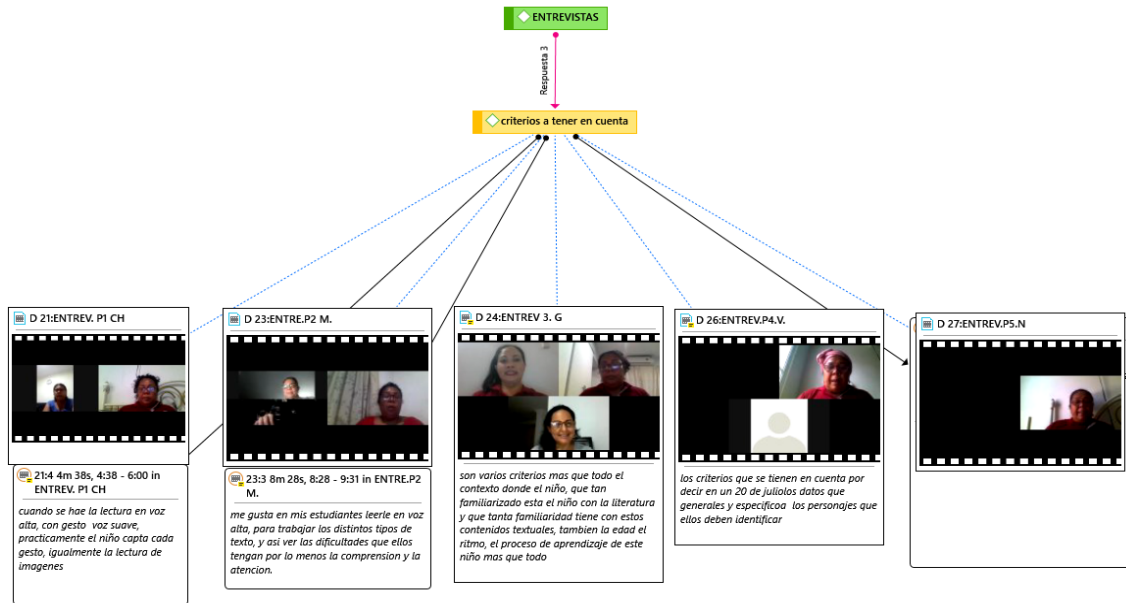 ENTREVISTAS
Respuesta 3
criterios a tener en cuenta
D 21:ENTREV. P1 CH
21:4 4m 38s, 4:38 - 6:00 in
ENTREV. P1 CH
cuando se hae la lectura en voz
alta, con gesto voz suave,
practicamente el niño capta cada
gesto, igualmente la lectura de
imagenes
D 23:ENTRE.P2 M.
23:3 8m 28s, 8:28 - 9:31 in ENTRE.P2
M.
me gusta en mis estudiantes leerle en voz
alta, para trabajar los distintos tipos de
texto, y asi ver las dificultades que ellos
tengan por lo menos la comprension y la
atencion.
D 24:ENTREV 3. G
son varios criterios mas que todo el
contexto donde el niño, que tan
familiarizado esta el niño con la literatura
y que tanta familiaridad tiene con estos
contenidos textuales, tambien la edad el
ritmo, el proceso de aprendizaje de este
niño mas que todo
D 26:ENTREV.P4.V.
los criterios que se tienen en cuenta por
decir en un 20 de juliolos datos que
generales y especificoa los personajes que
ellos deben identificar
D 27:ENTREV.P5.N